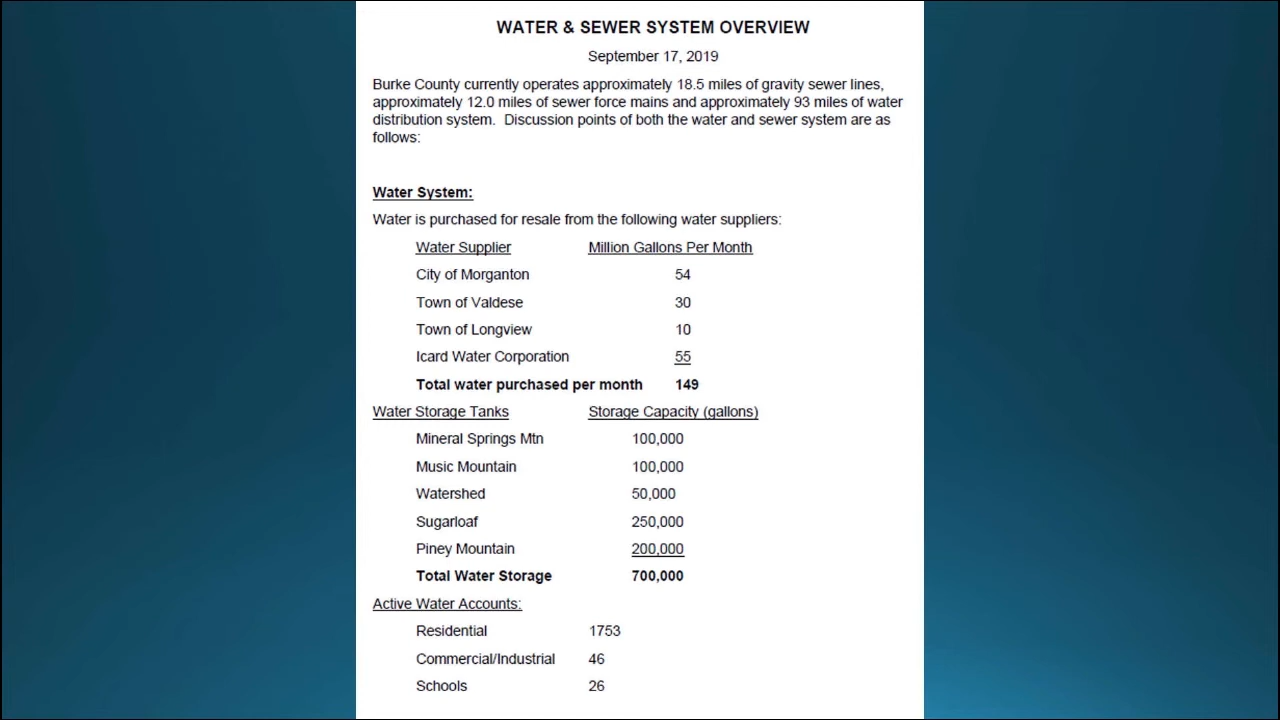 WATER & SEWER SYSTEM OVERVIEW
September 17, 2019
Burke County currently operates approximately 18.5 miles of gravity sewer lines,
approximately 12.0 miles of sewer force mains and approximately 93 miles of water
distribution system. Discussion points of both the water and sewer system are as
follows:
Water System:
Water is purchased for resale from the following water suppliers:
Water Supplier Million Gallons Per Month
City of Morganton 54
Town of Valdese 30
Town of Longview 10
Icard Water Corporation 55
Total water purchased per month 149
Water Storage Tanks Storage Capacity (gallons)
Mineral Springs Mtn 100,000
Music Mountain 100,000
Watershed 50,000
Sugarloaf 250,000
Piney Mountain 200,000
Total Water Storage 700,000
Active Water Accounts:
Residential 1753
Commercial/Industrial 46
Schools 26